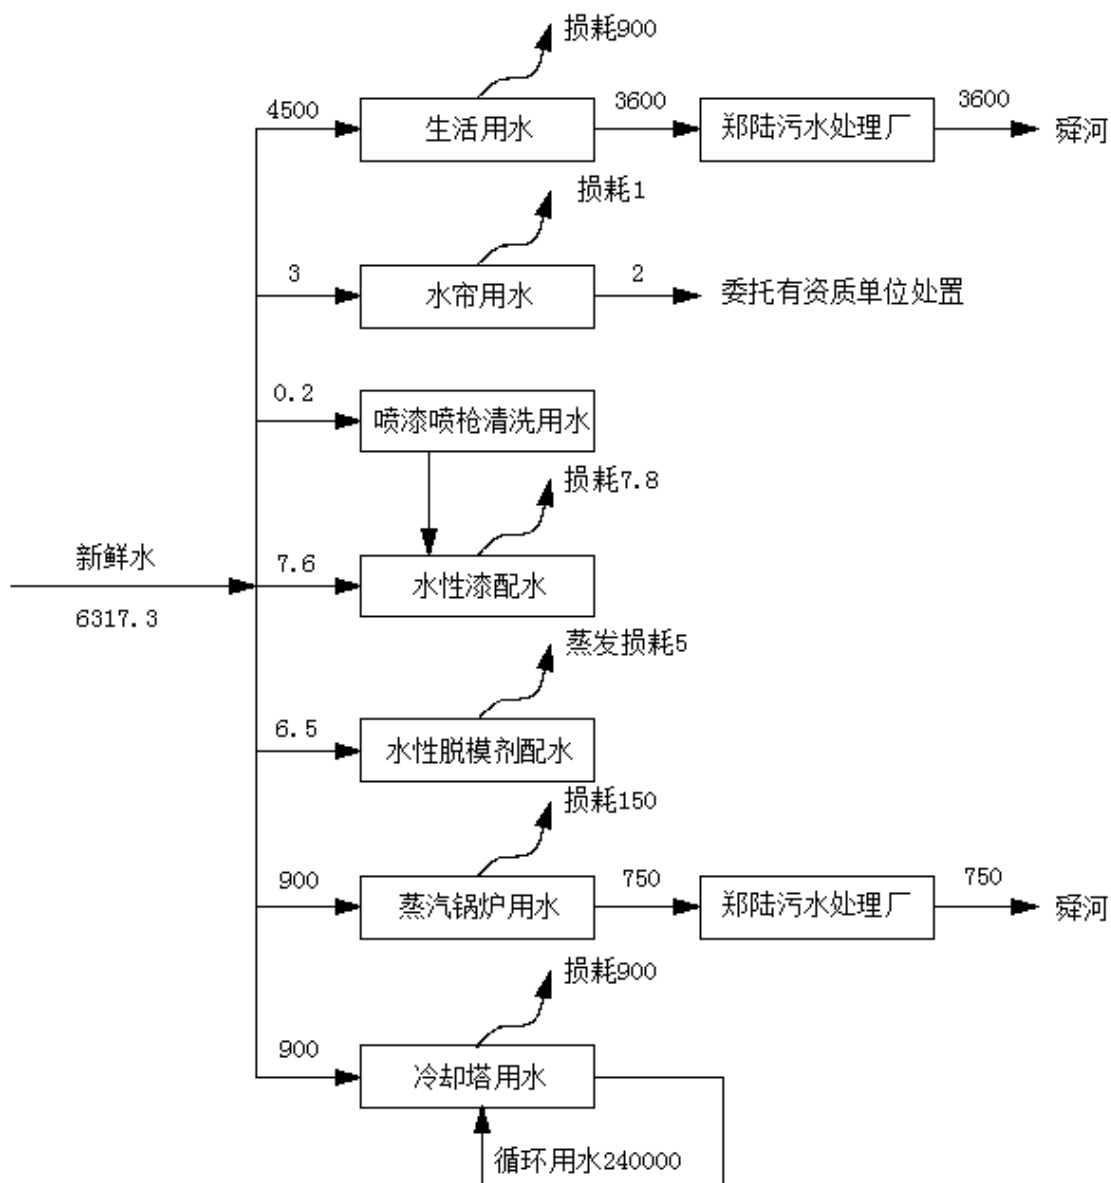 损耗900
4500
生活用水
3600
郑陆污水处理厂
3600
舜河
损耗1
3
水帘用水
2
委托有资质单位处置
0.2
喷漆喷枪清洗用水
损耗7.8
新鲜水
6317.3
7.6
水性漆配水
蒸发损耗5
6.5
水性脱模剂配水
损耗150
900
蒸汽锅炉用水
750
郑陆污水处理厂
750
舜河
损耗900
900
冷却塔用水
循环用水240000